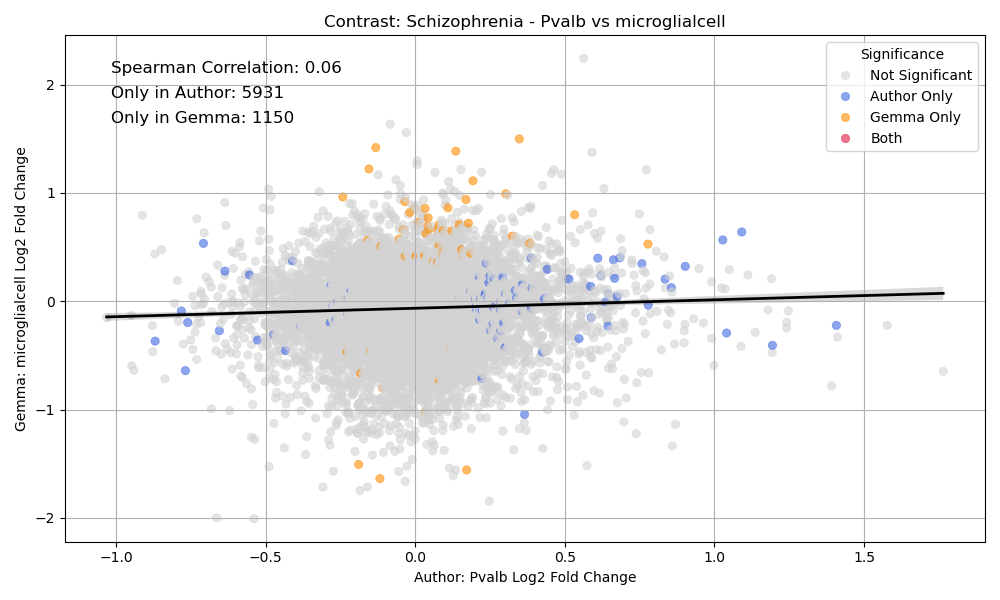 Contrast: Schizophrenia - Pvalb vs microglialcell
Spearman Correlation: 0.06
Only in Author: 5931
Only in Gemma: 1150
Significance
Not Significant
Author Only
Gemma Only
Both
Gemma: microglialcell Log2 Fold Change
2
1
0
−1
−2
−1.0
−0.5
0.0
0.5
1.0
1.5
Author: Pvalb Log2 Fold Change